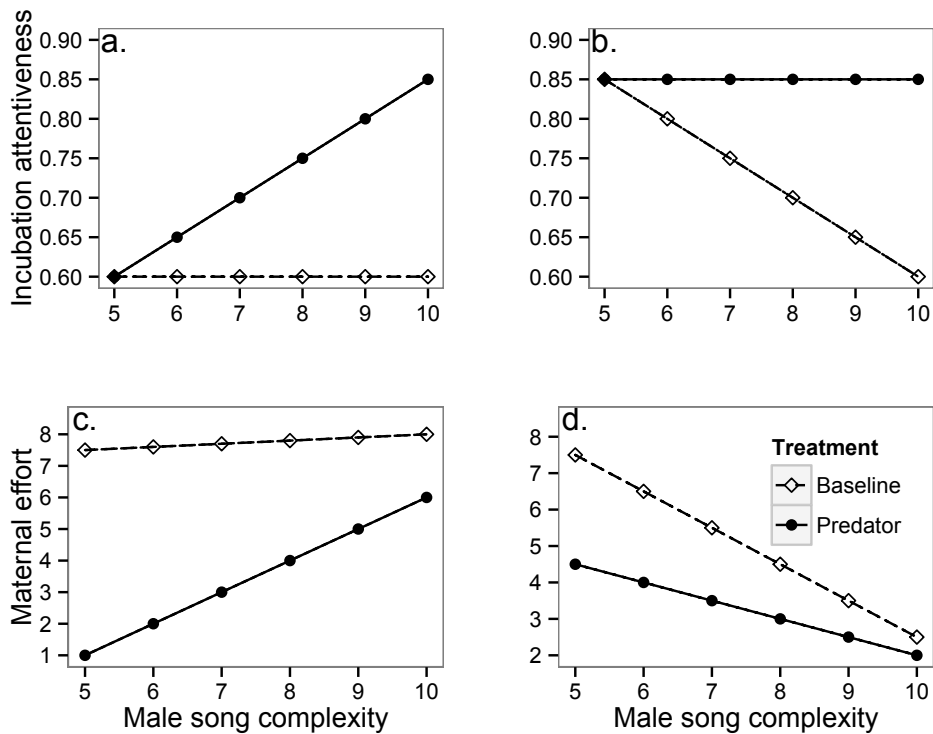 a.
Incubation attentiveness
0.90
0.85
0.80
0.75
0.70
0.65
0.60
5 6 7 8 9 10
b.
0.90
0.85
0.80
0.75
0.70
0.65
0.60
5 6 7 8 9 10
c.
Maternal effort
8
7
6
5
4
3
2
1
5 6 7 8 9 10
Male song complexity
d.
8
7
6
5
4
3
2
Treatment
Baseline
Predator
5 6 7 8 9 10
Male song complexity